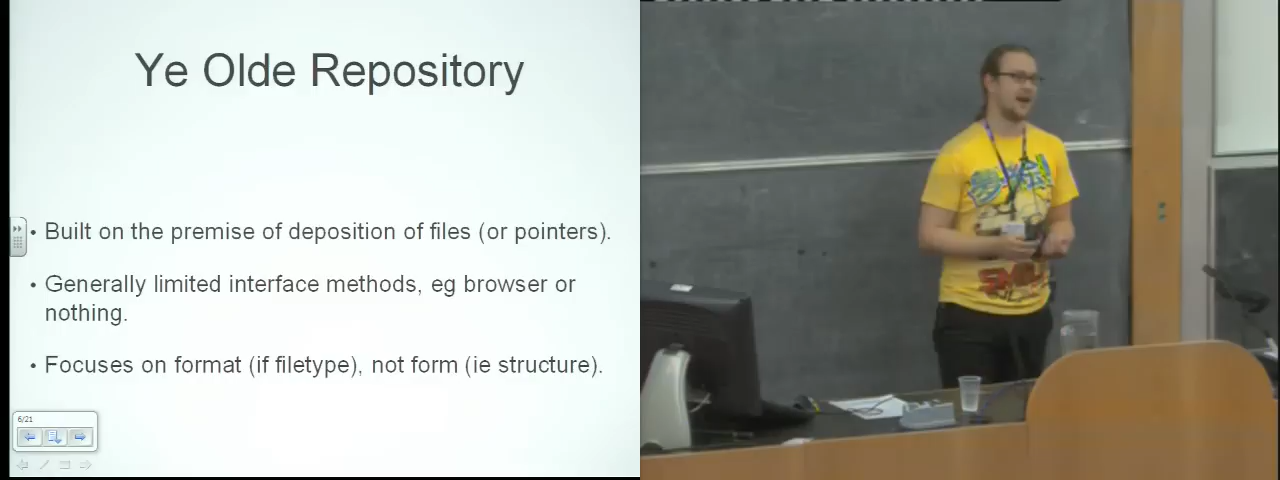 Ye Olde Repository
• Built on the premise of deposition of files (or pointers).
• Generally limited interface methods, eg browser or
nothing.
• Focuses on format (if filetype), not form (ie structure).
6/21